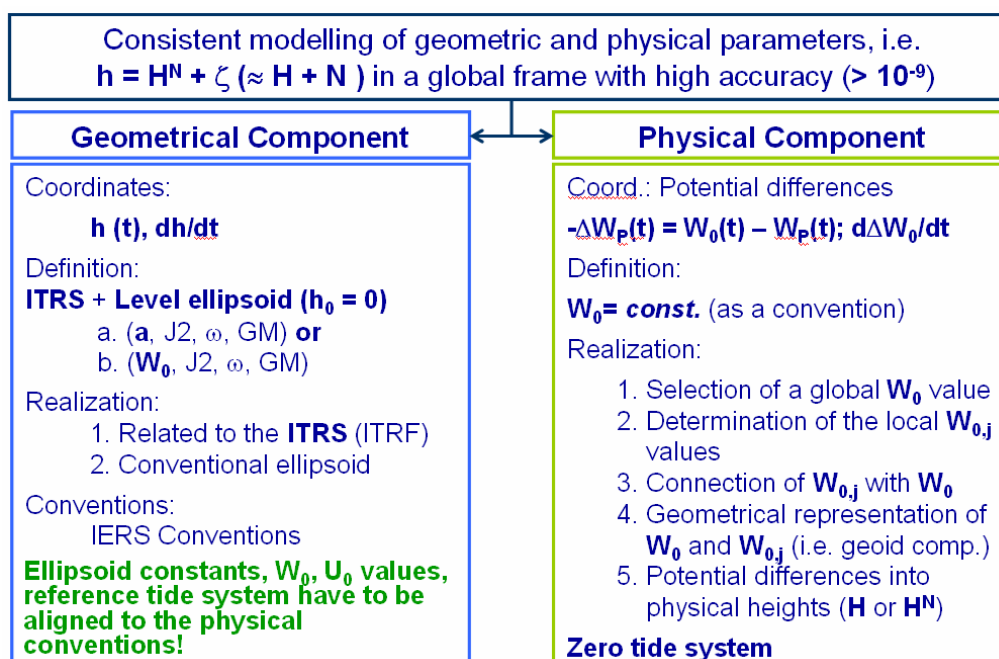 Consistent modelling of geometric and physical parameters, i.e.
h = Hᴺ + ζ (≈ H + N ) in a global frame with high accuracy (> 10⁻⁹)
Geometrical Component
Coordinates:
h (t), dh/dt
Definition:
ITRS + Level ellipsoid (h₀ = 0)
a. (a, J2, ω, GM) or
b. (W₀, J2, ω, GM)
Realization:
1. Related to the ITRS (ITRF)
2. Conventional ellipsoid
Conventions:
IERS Conventions
Ellipsoid constants, W₀, U₀ values,
reference tide system have to be
aligned to the physical
conventions!
Physical Component
Coord.: Potential differences
-ΔW_P(t) = W₀(t) – W_P(t); dΔW₀/dt
Definition:
W₀= const. (as a convention)
Realization:
1. Selection of a global W₀ value
2. Determination of the local W₀,ⱼ
values
3. Connection of W₀,ⱼ with W₀
4. Geometrical representation of
W₀ and W₀,ⱼ (i.e. geoid comp.)
5. Potential differences into
physical heights (H or Hᴺ)
Zero tide system